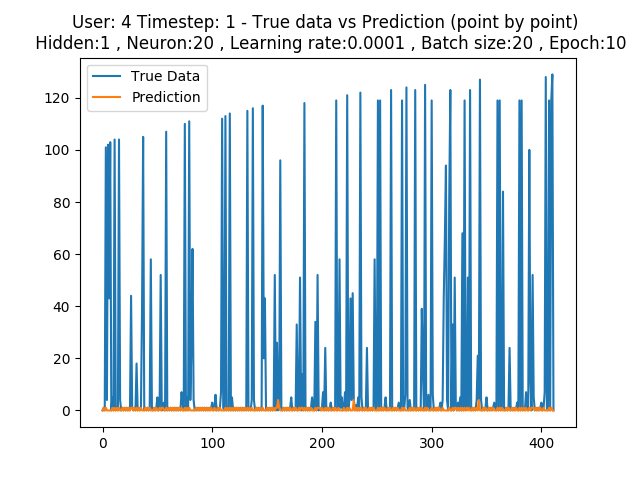 User: 4 Timestep: 1 - True data vs Prediction (point by point)
Hidden:1 , Neuron:20 , Learning rate:0.0001 , Batch size:20 , Epoch:10
True Data
Prediction
120
100
80
60
40
20
0
0 100 200 300 400